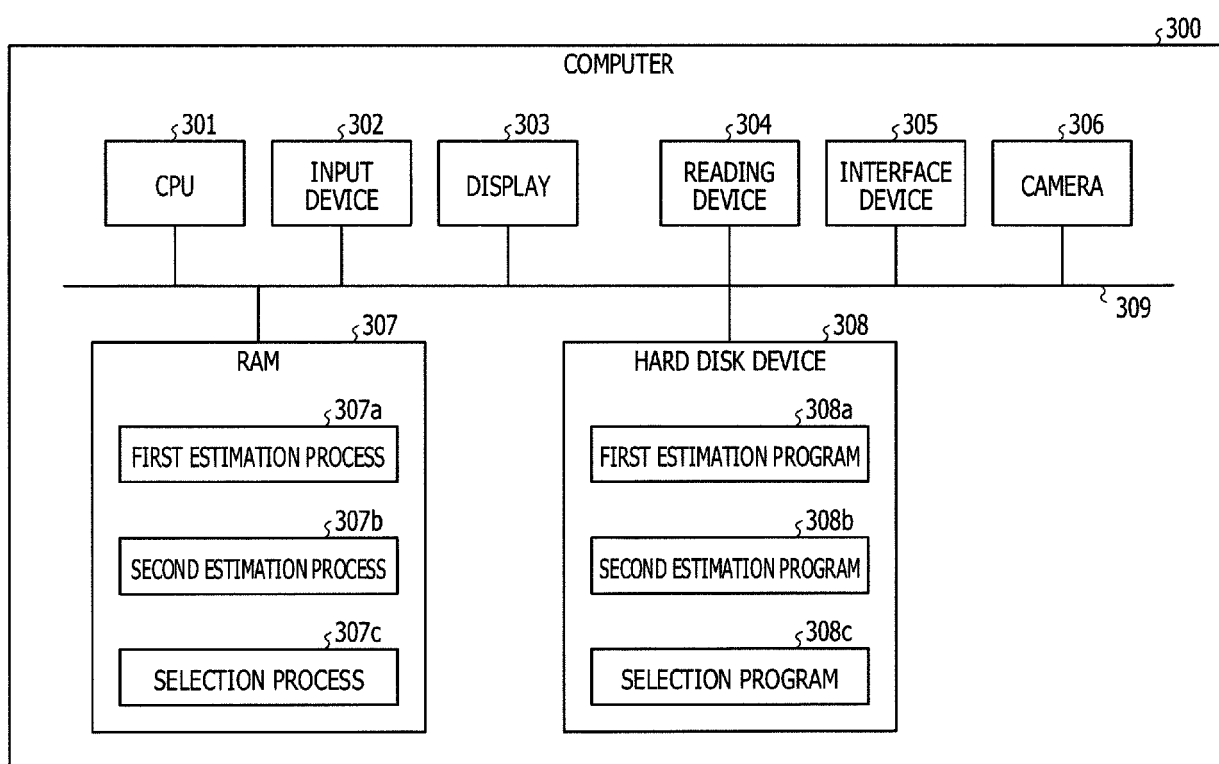 300
COMPUTER
301
302
303
304
305
306
CPU
INPUT
DEVICE
DISPLAY
READING
DEVICE
INTERFACE
DEVICE
CAMERA
309
307
308
RAM
HARD DISK DEVICE
307a
308a
FIRST ESTIMATION PROCESS
FIRST ESTIMATION PROGRAM
307b
308b
SECOND ESTIMATION PROCESS
SECOND ESTIMATION PROGRAM
307c
308c
SELECTION PROCESS
SELECTION PROGRAM